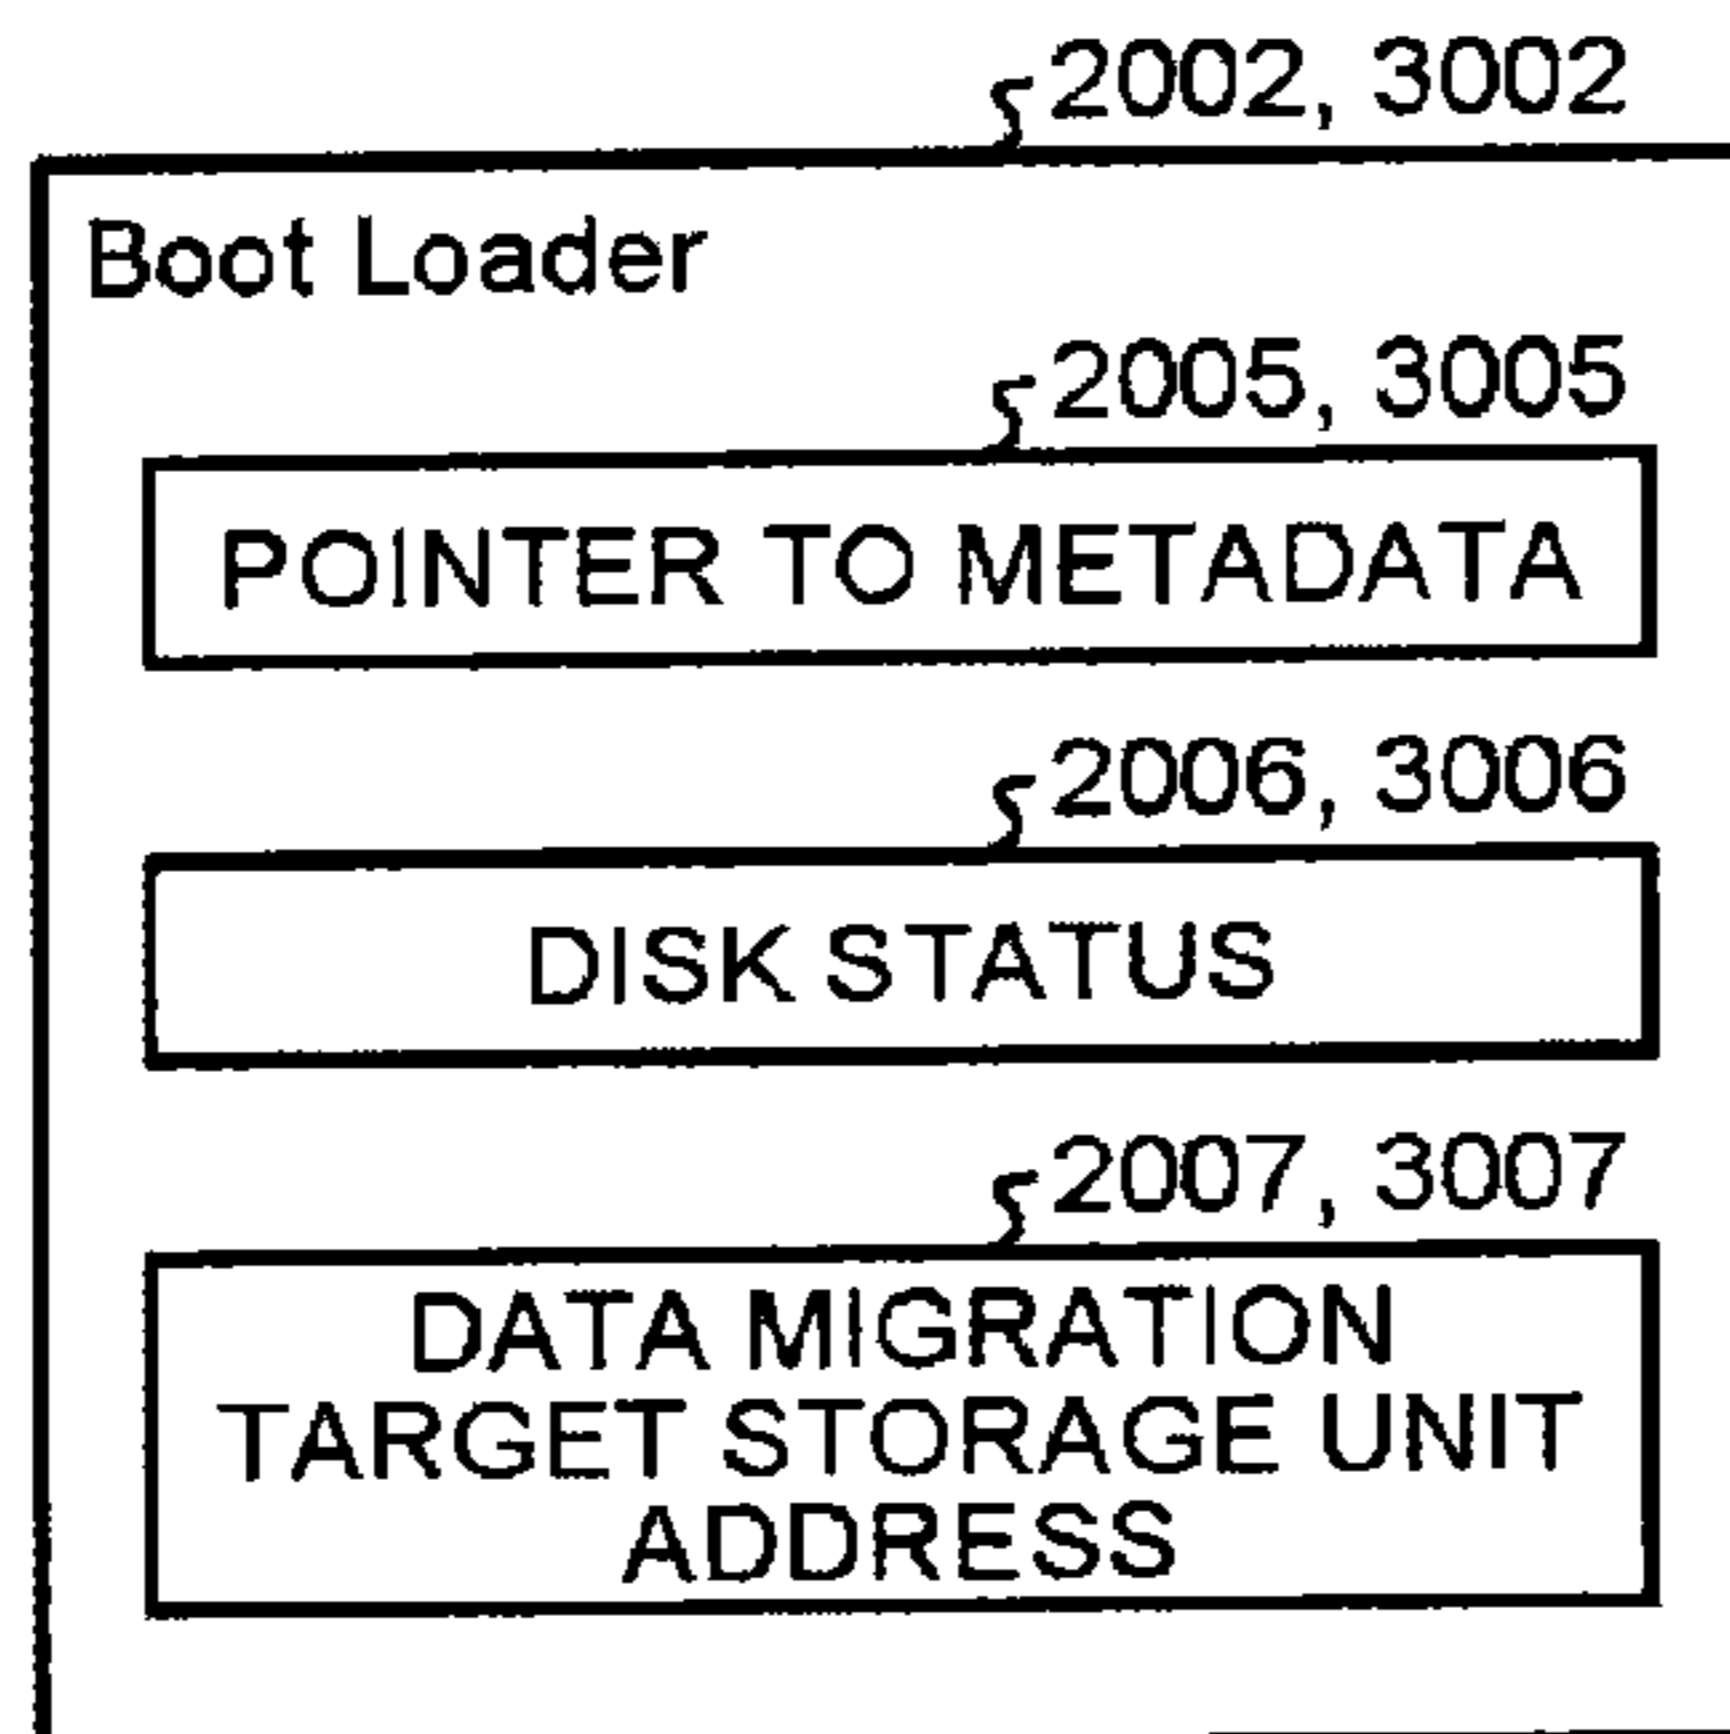 2002, 3002
Boot Loader
2005, 3005
POINTER TO METADATA
2006, 3006
DISK STATUS
2007, 3007
DATA MIGRATION
TARGET STORAGE UNIT
ADDRESS